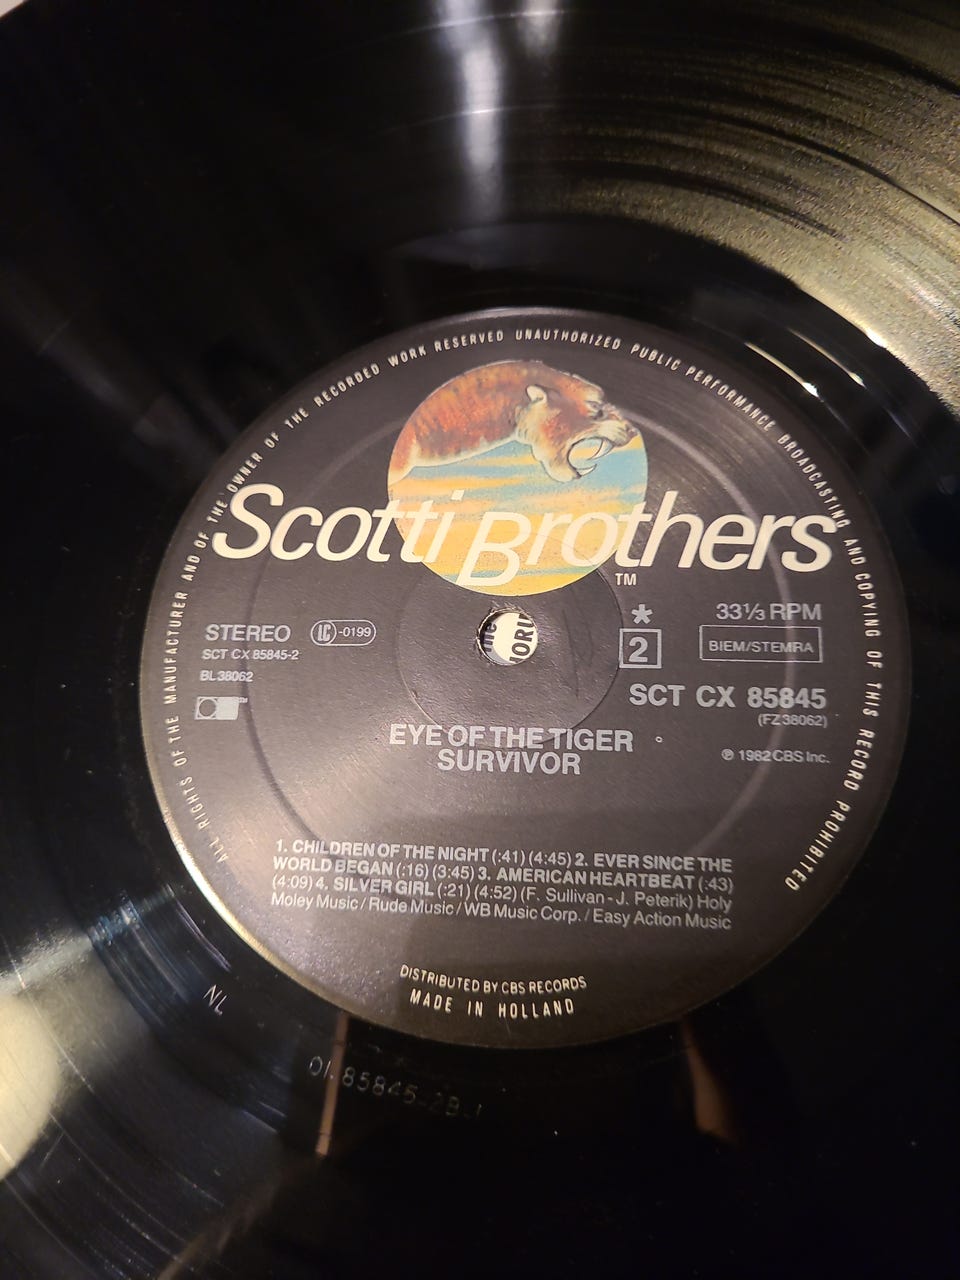 ALL RIGHTS OF THE MANUFACTURER AND OF THE OWNER OF THE RECORDED WORK RESERVED UNAUTHORIZED PUBLIC PERFORMANCE BROADCASTING AND COPYING OF THIS RECORD PROHIBITED
Scotti Brothers
TM
STEREO
LC-0199
SCT CX 85845-2
BL 38062
* 33⅓ RPM
2
BIEM/STEMRA
SCT CX 85845
(FZ 38062)
℗ 1982 CBS Inc.
EYE OF THE TIGER
SURVIVOR
1. CHILDREN OF THE NIGHT (:41) (4:45) 2. EVER SINCE THE
WORLD BEGAN (:16) (3:45) 3. AMERICAN HEARTBEAT (:43)
(4:09) 4. SILVER GIRL (:21) (4:52) (F. Sullivan - J. Peterik) Holy
Moley Music / Rude Music / WB Music Corp. / Easy Action Music
DISTRIBUTED BY CBS RECORDS
MADE IN HOLLAND
NL